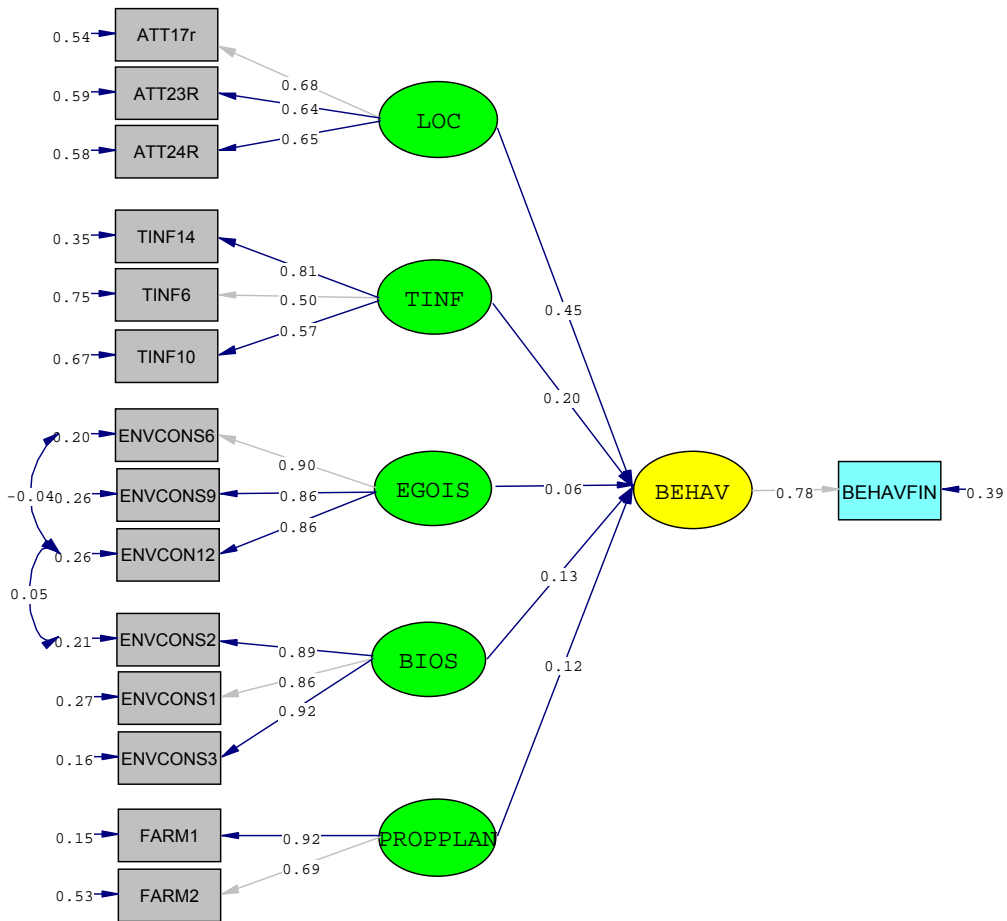 0.54
ATT17r
0.68
0.59
ATT23R
0.64
LOC
0.58
ATT24R
0.65
0.35
TINF14
0.81
0.75
TINF6
0.50
TINF
0.45
0.67
TINF10
0.57
0.20
0.20
ENVCONS6
0.90
-0.04
0.26
ENVCONS9
0.86
EGOIS
0.06
BEHAV
0.78
BEHAVFIN
0.39
0.26
ENVCON12
0.86
0.05
0.13
0.21
ENVCONS2
0.89
BIOS
0.27
ENVCONS1
0.86
0.12
0.16
ENVCONS3
0.92
0.15
FARM1
0.92
PROPPLAN
0.53
FARM2
0.69